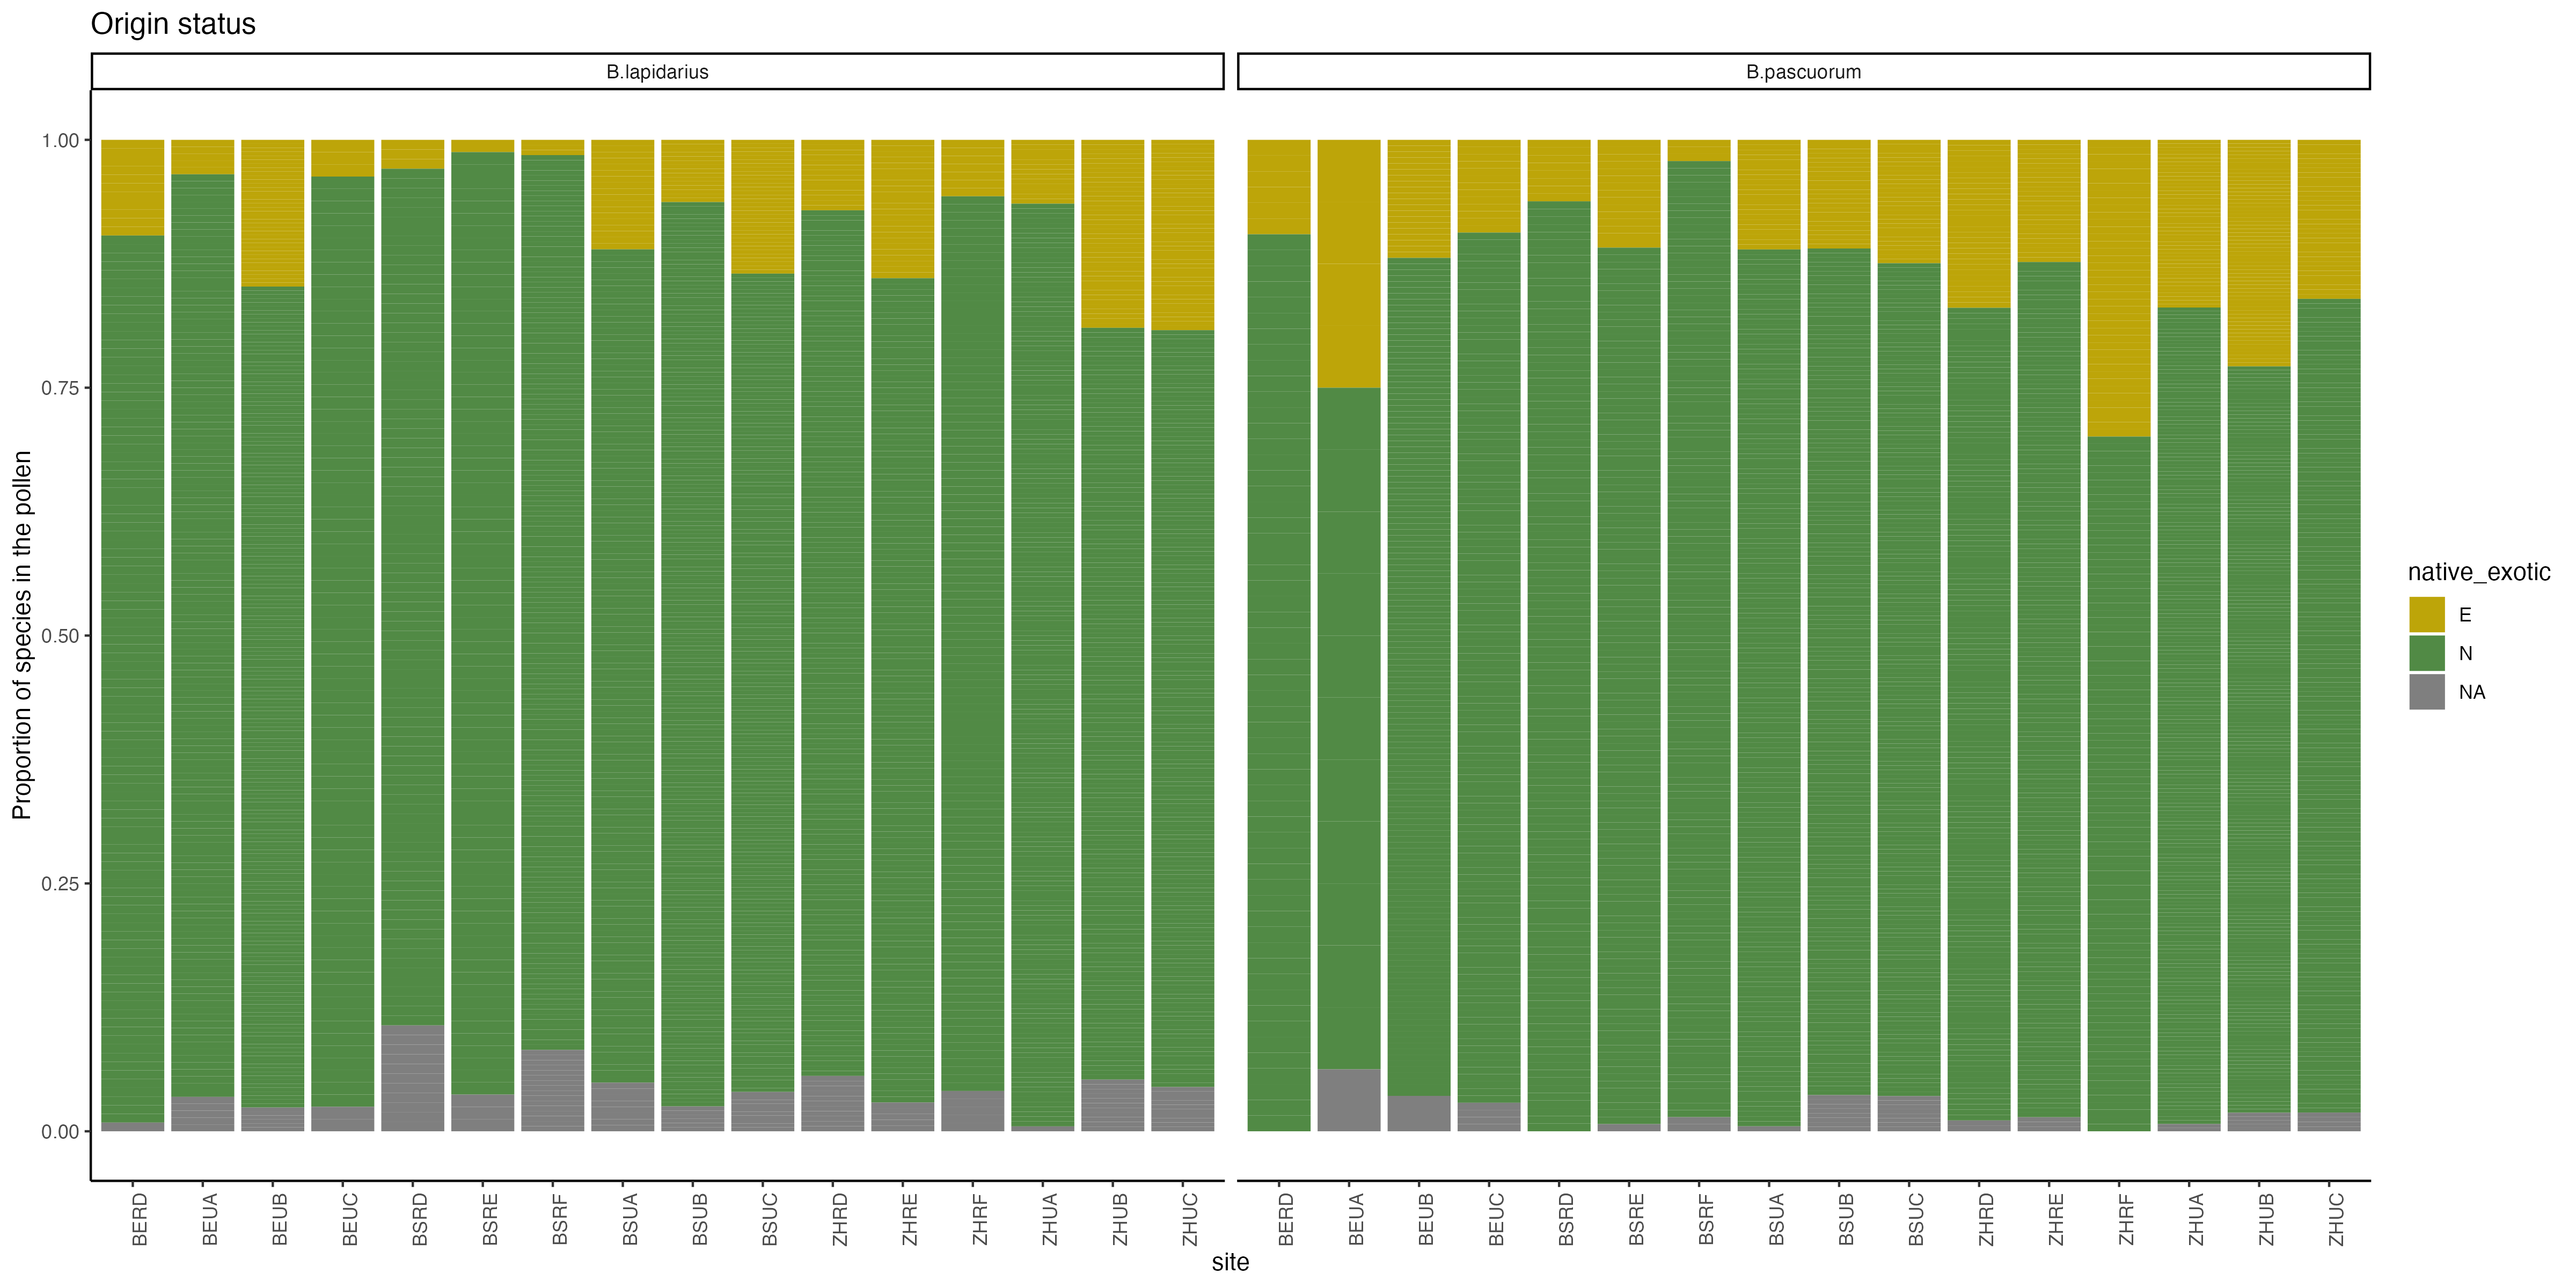 Origin status
B.lapidarius
B.pascuorum
1.00
0.75
0.50
0.25
0.00
Proportion of species in the pollen
BERD
BEUA
BEUB
BEUC
BSRD
BSRE
BSRF
BSUA
BSUB
BSUC
ZHRD
ZHRE
ZHRF
ZHUA
ZHUB
ZHUC
BERD
BEUA
BEUB
BEUC
BSRD
BSRE
BSRF
BSUA
BSUB
BSUC
ZHRD
ZHRE
ZHRF
ZHUA
ZHUB
ZHUC
site
native_exotic
E
N
NA